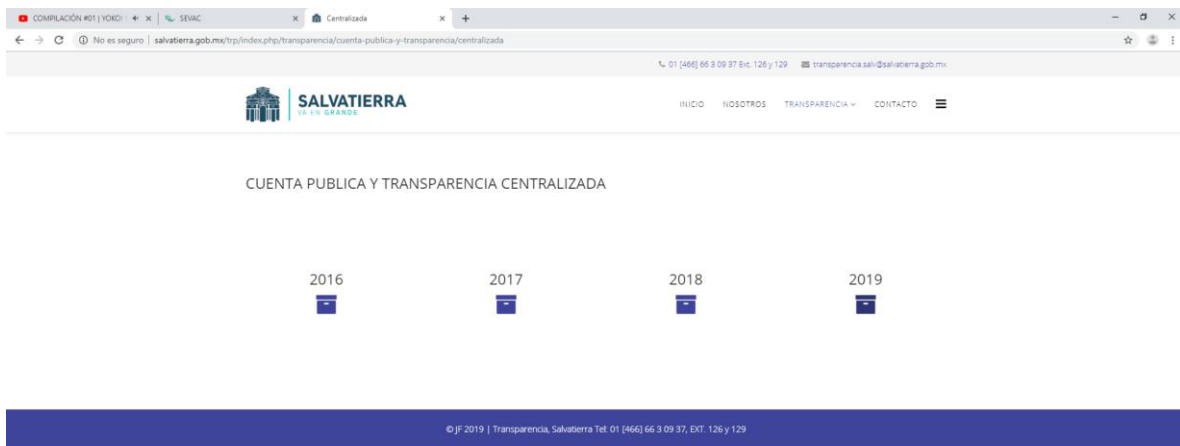 COMPILACIÓN #01 | YOKOI
SEVAC
Centralizada
No es seguro | salvatierra.gob.mx/trp/index.php/transparencia/cuenta-publica-y-transparencia/centralizada
01 [466] 66 3 09 37 Ext. 126 y 129 transparencia.salv@salvatierra.gob.mx
SALVATIERRA
VA EN GRANDE
INICIO NOSOTROS TRANSPARENCIA CONTACTO
CUENTA PUBLICA Y TRANSPARENCIA CENTRALIZADA
2016 2017 2018 2019
© JF 2019 | Transparencia, Salvatierra Tel: 01 [466] 66 3 09 37, EXT. 126 y 129